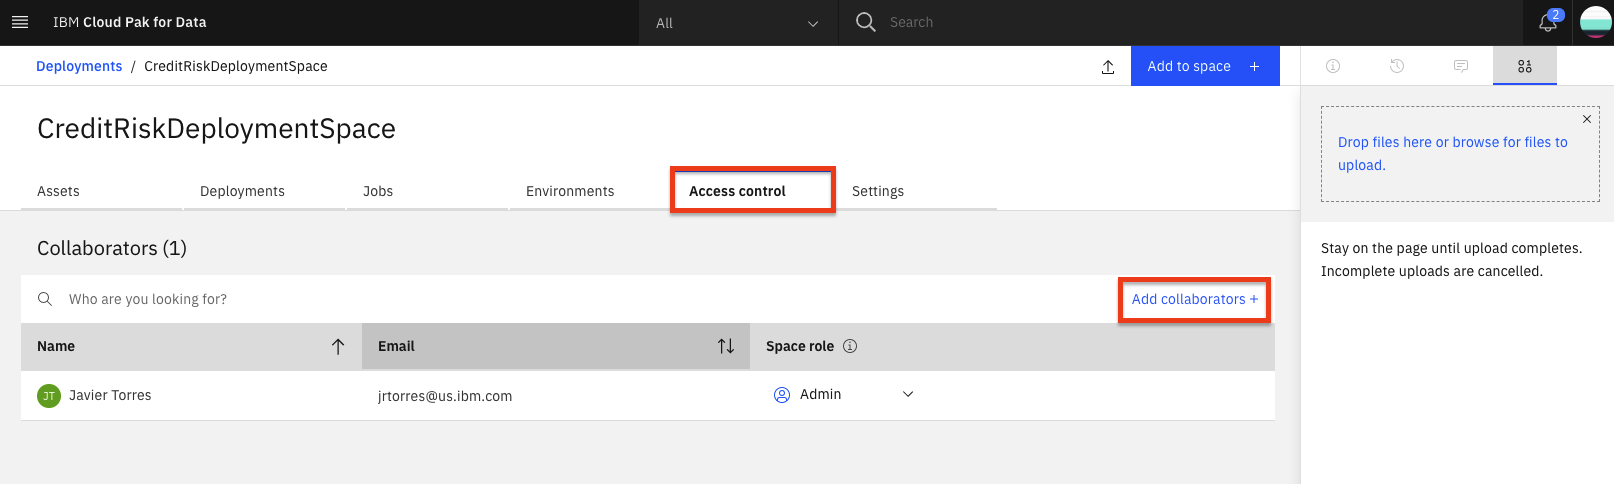 IBM Cloud Pak for Data
All
Search
2
Deployments / CreditRiskDeploymentSpace
Add to space +
CreditRiskDeploymentSpace
Assets
Deployments
Jobs
Environments
Access control
Settings
Collaborators (1)
Who are you looking for?
Add collaborators +
Name
Email
Space role
JT
Javier Torres
jrtorres@us.ibm.com
Admin
Drop files here or browse for files to
upload.
Stay on the page until upload completes.
Incomplete uploads are cancelled.